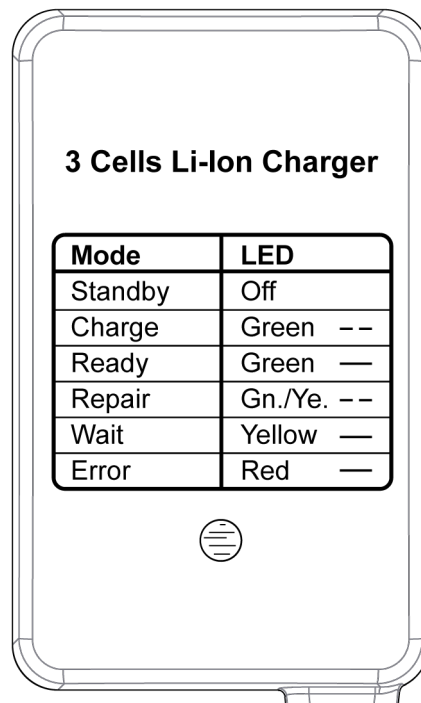 3 Cells Li-Ion Charger
Mode LED
Standby Off
Charge Green – –
Ready Green —
Repair Gn./Ye. – –
Wait Yellow —
Error Red —